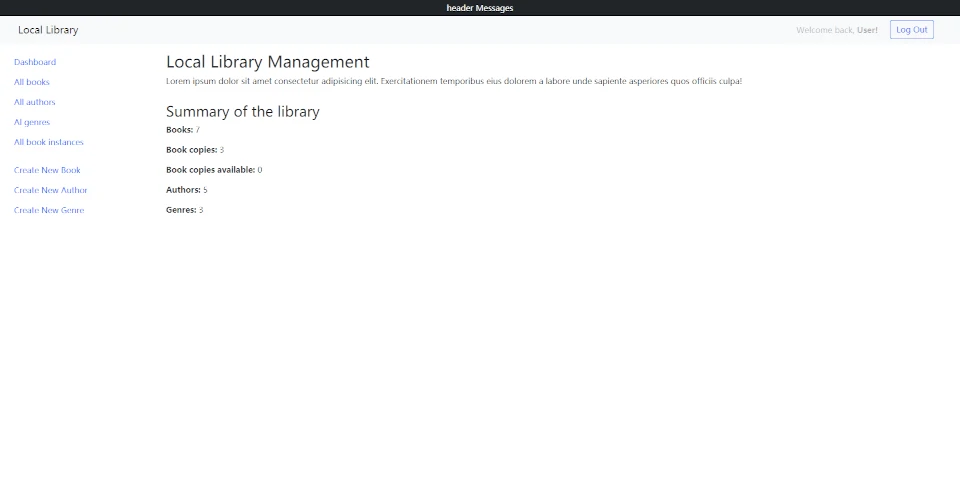 header Messages
Local Library
Welcome back, User!
Log Out
Dashboard
All books
All authors
Al genres
All book instances
Create New Book
Create New Author
Create New Genre
Local Library Management
Lorem ipsum dolor sit amet consectetur adipisicing elit. Exercitationem temporibus eius dolorem a labore unde sapiente asperiores quos officiis culpa!
Summary of the library
Books: 7
Book copies: 3
Book copies available: 0
Authors: 5
Genres: 3